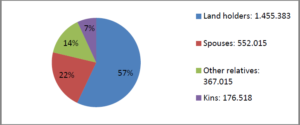 7%
14%
22%
57%
Land holders: 1.455.383
Spouses: 552.015
Other relatives:
367.015
Kins: 176.518